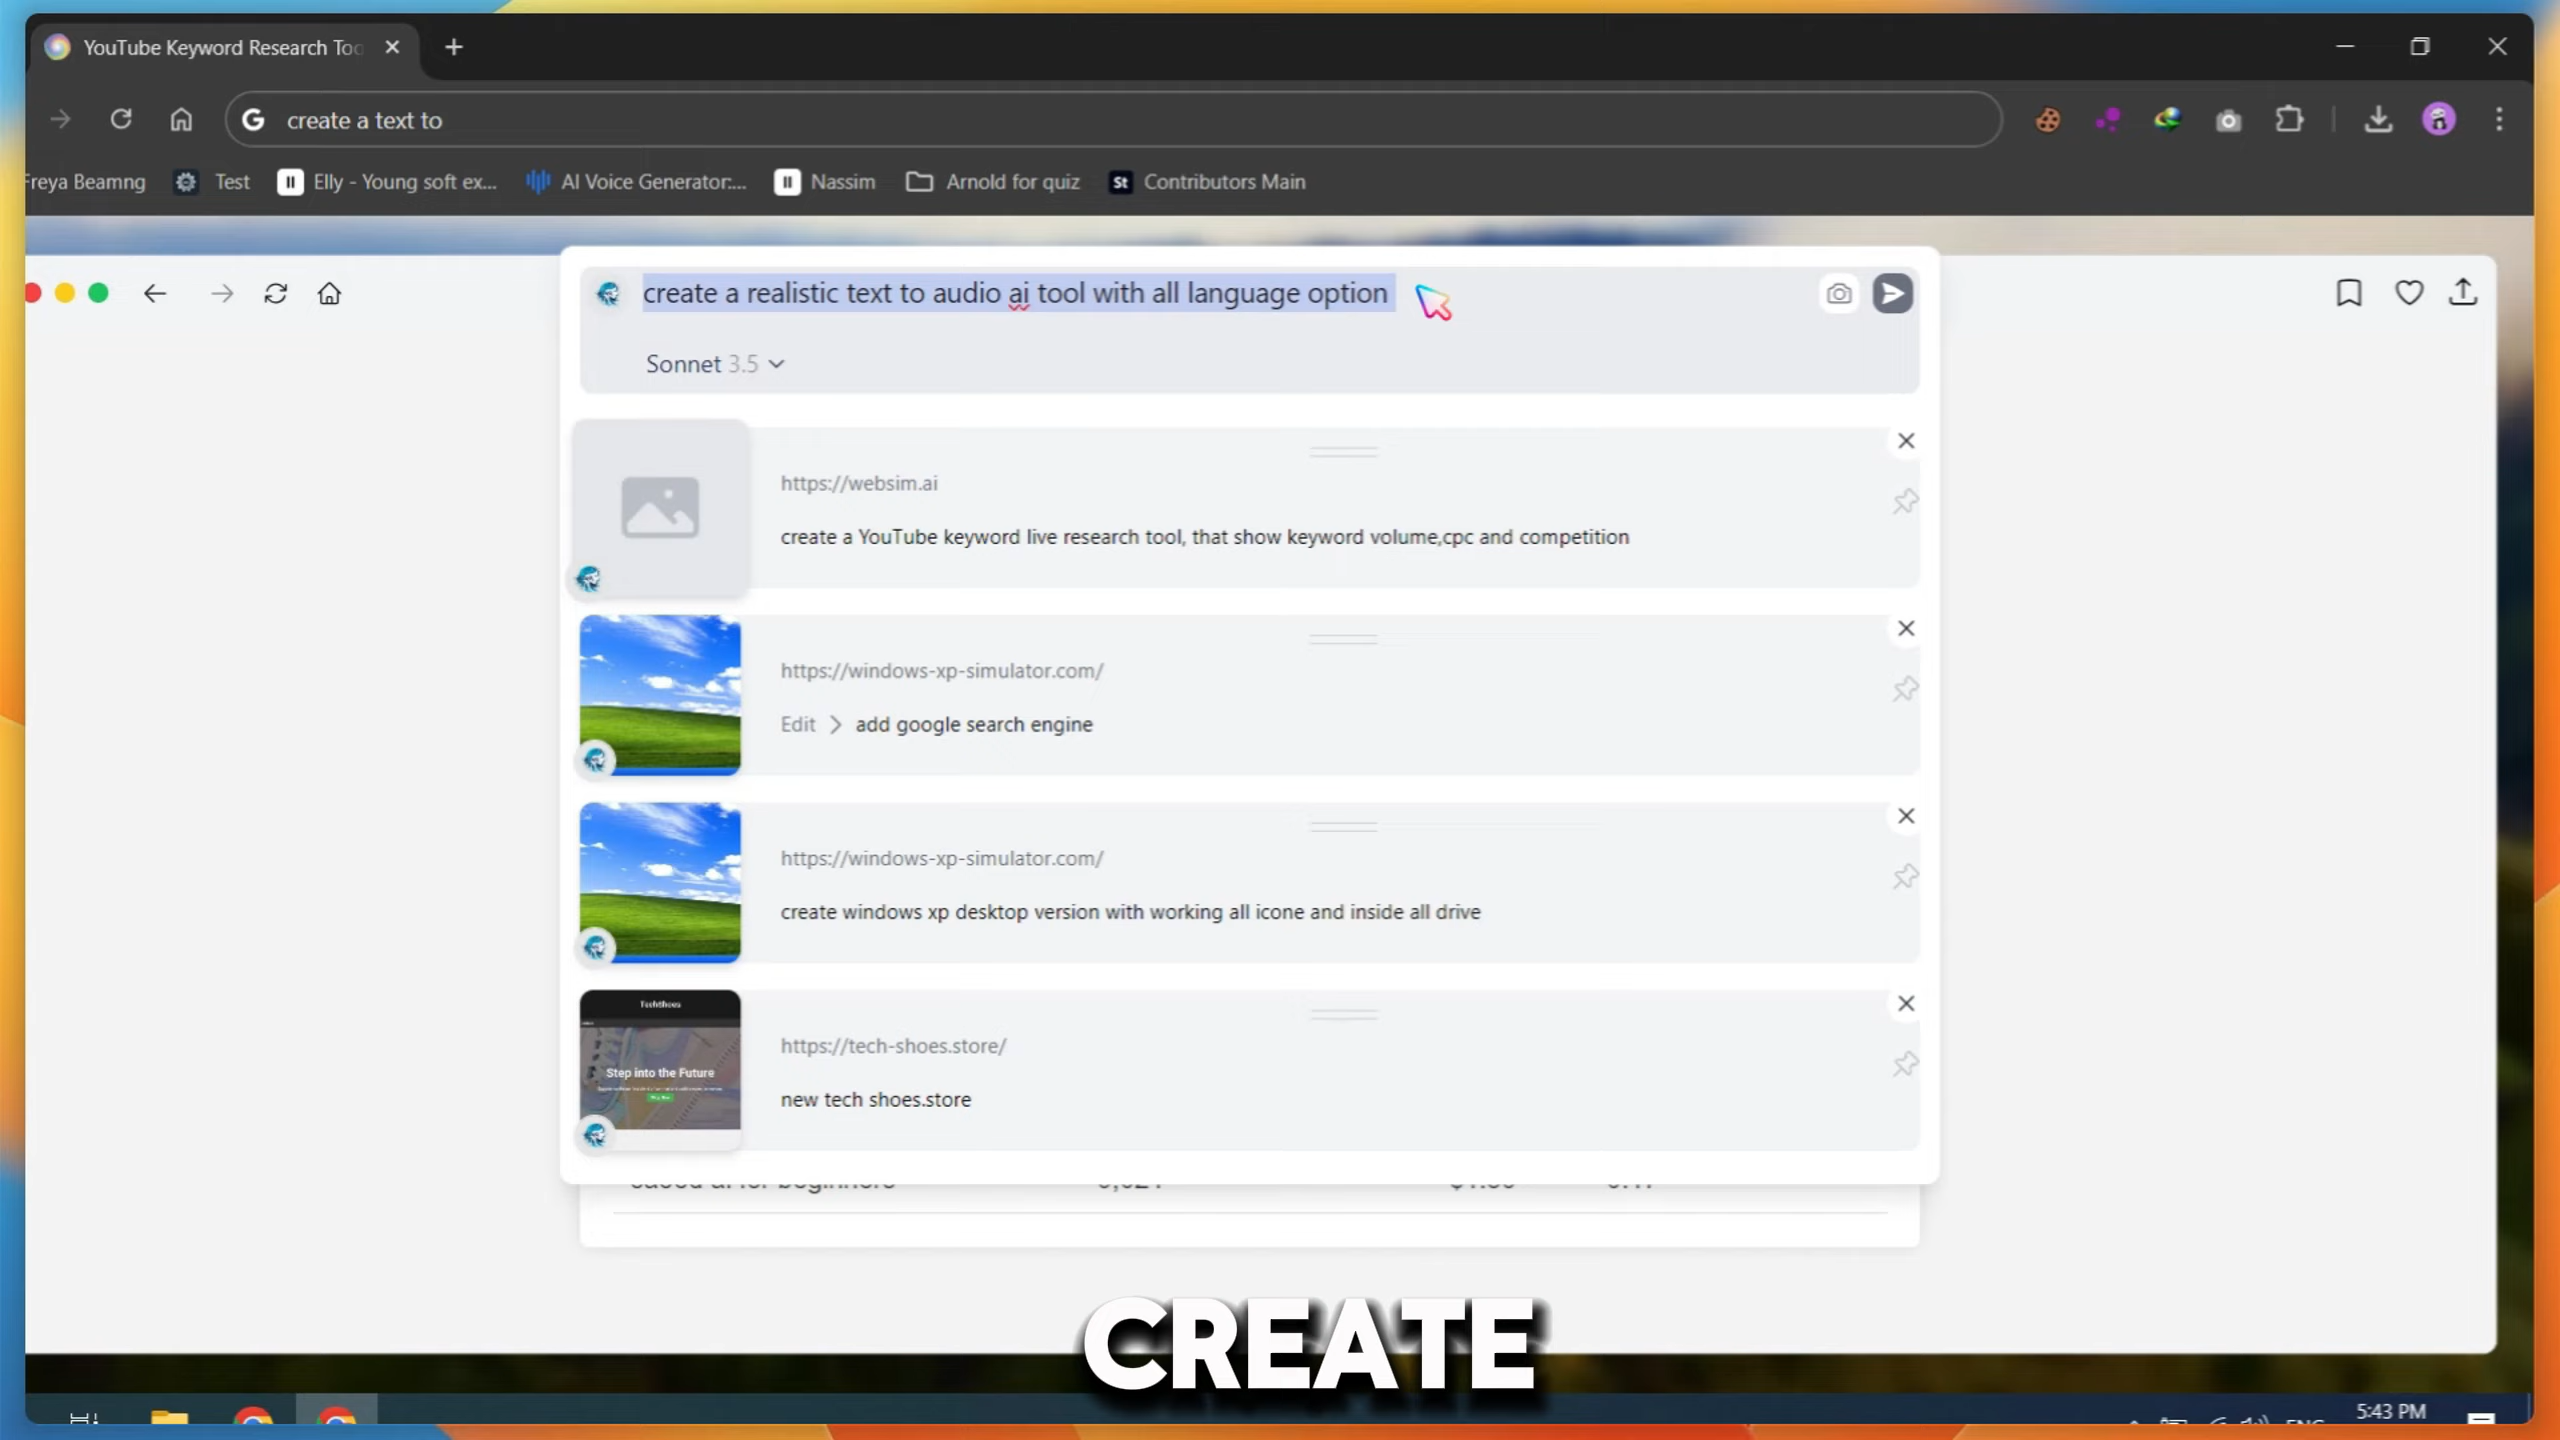 YouTube Keyword Research Too
create a text to
Freya Beamng
Test
Elly - Young soft ex...
AI Voice Generator:...
Nassim
Arnold for quiz
St
Contributors Main
create a realistic text to audio ai tool with all language option
Sonnet 3.5
https://websim.ai
create a YouTube keyword live research tool, that show keyword volume,cpc and competition
https://windows-xp-simulator.com/
Edit > add google search engine
https://windows-xp-simulator.com/
create windows xp desktop version with working all icone and inside all drive
TechShoes
Step into the Future
https://tech-shoes.store/
new tech shoes.store
CREATE
5:43 PM
ENG